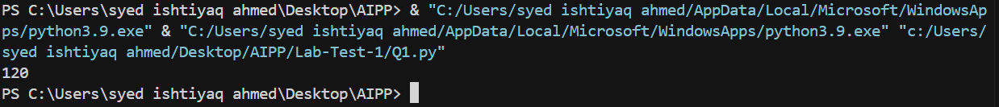 PS C:\Users\syed ishtiyaq ahmed\Desktop\AIPP> & "C:/Users/syed ishtiyaq ahmed/AppData/Local/Microsoft/WindowsAp
ps/python3.9.exe" & "C:/Users/syed ishtiyaq ahmed/AppData/Local/Microsoft/WindowsApps/python3.9.exe" "c:/Users/
syed ishtiyaq ahmed/Desktop/AIPP/Lab-Test-1/Q1.py"
120
PS C:\Users\syed ishtiyaq ahmed\Desktop\AIPP>